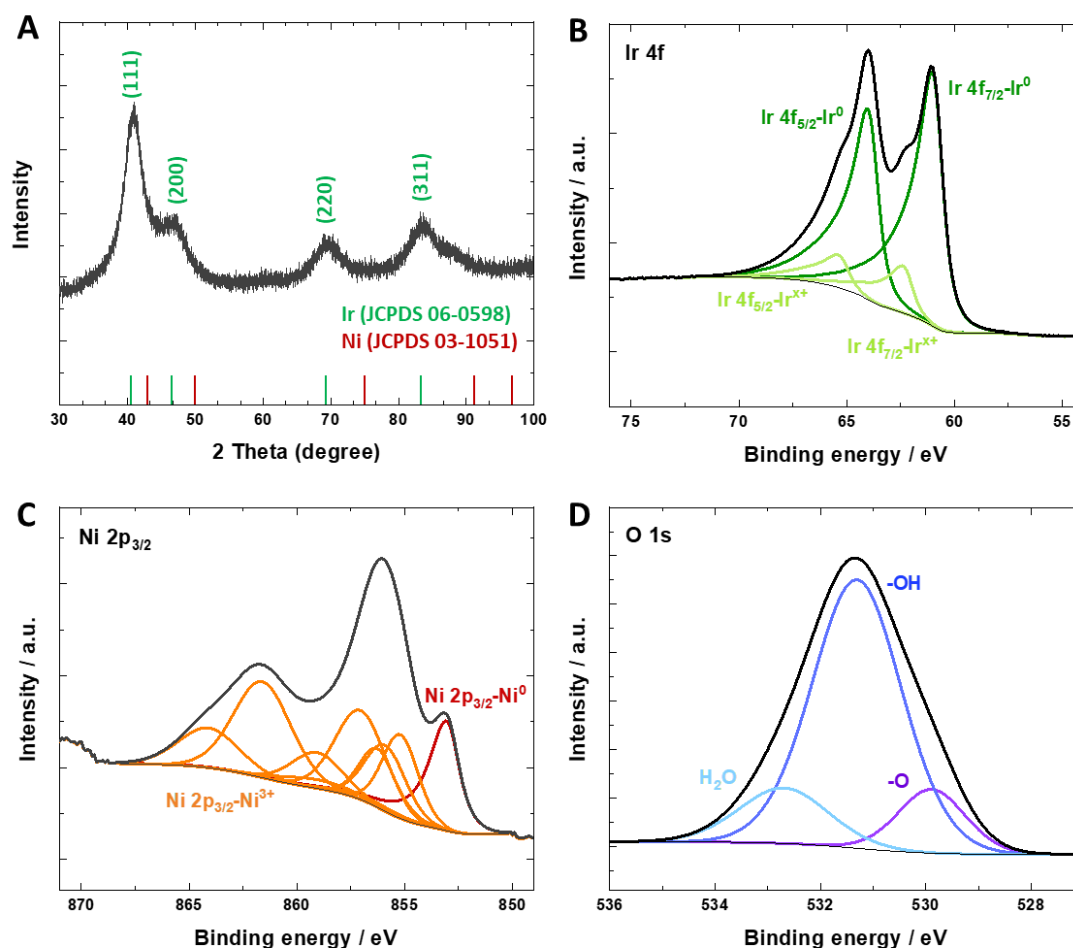 A
(111)
(200)
(220)
(311)
Intensity
Ir (JCPDS 06-0598)
Ni (JCPDS 03-1051)
30 40 50 60 70 80 90 100
2 Theta (degree)
B
Ir 4f
Ir 4f5/2-Ir0
Ir 4f7/2-Ir0
Ir 4f5/2-Irx+
Ir 4f7/2-Irx+
Intensity / a.u.
75 70 65 60 55
Binding energy / eV
C
Ni 2p3/2
Ni 2p3/2-Ni0
Ni 2p3/2-Ni3+
Intensity / a.u.
870 865 860 855 850
Binding energy / eV
D
O 1s
-OH
H2O
-O
Intensity / a.u.
536 534 532 530 528
Binding energy / eV